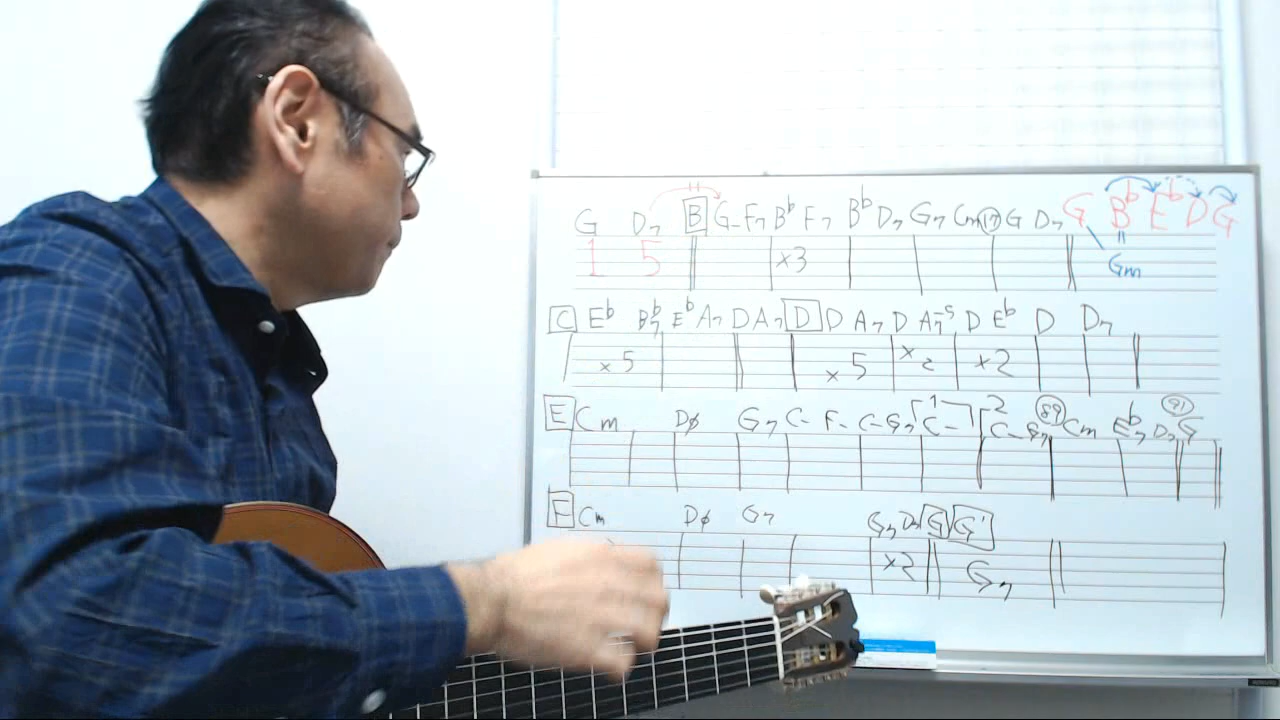 G D7 B G- F7 B♭ F7 B♭ D7 G7 Cm 17 G D7 G B♭ E♭ D G
1 5 ×3 Gm
C E♭ B♭7 E♭ A7 D A7 D D A7 D A7-5 D E♭ D D7
×5 ×5 ×2 ×2
E Cm Dø G7 C- F- C- G7 1 C- 2 C- G7 89 Cm E♭7 D7 91 G
F Cm Dø G7 G7 D7 G G'
×2 G7